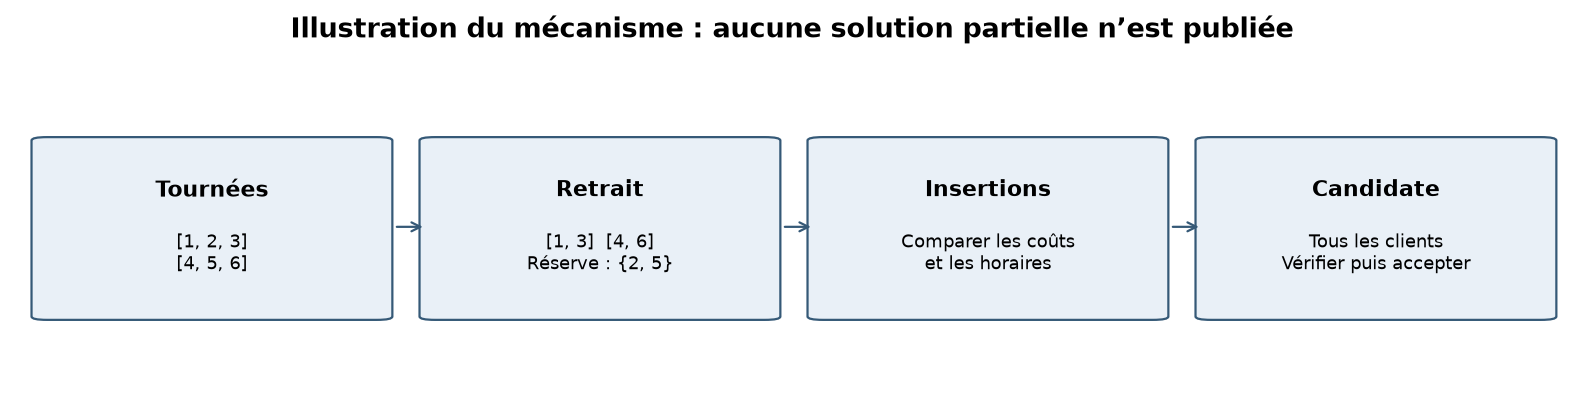 Illustration du mécanisme : aucune solution partielle n’est publiée
Tournées
[1, 2, 3]
[4, 5, 6]
Retrait
[1, 3]  [4, 6]
Réserve : {2, 5}
Insertions
Comparer les coûts
et les horaires
Candidate
Tous les clients
Vérifier puis accepter